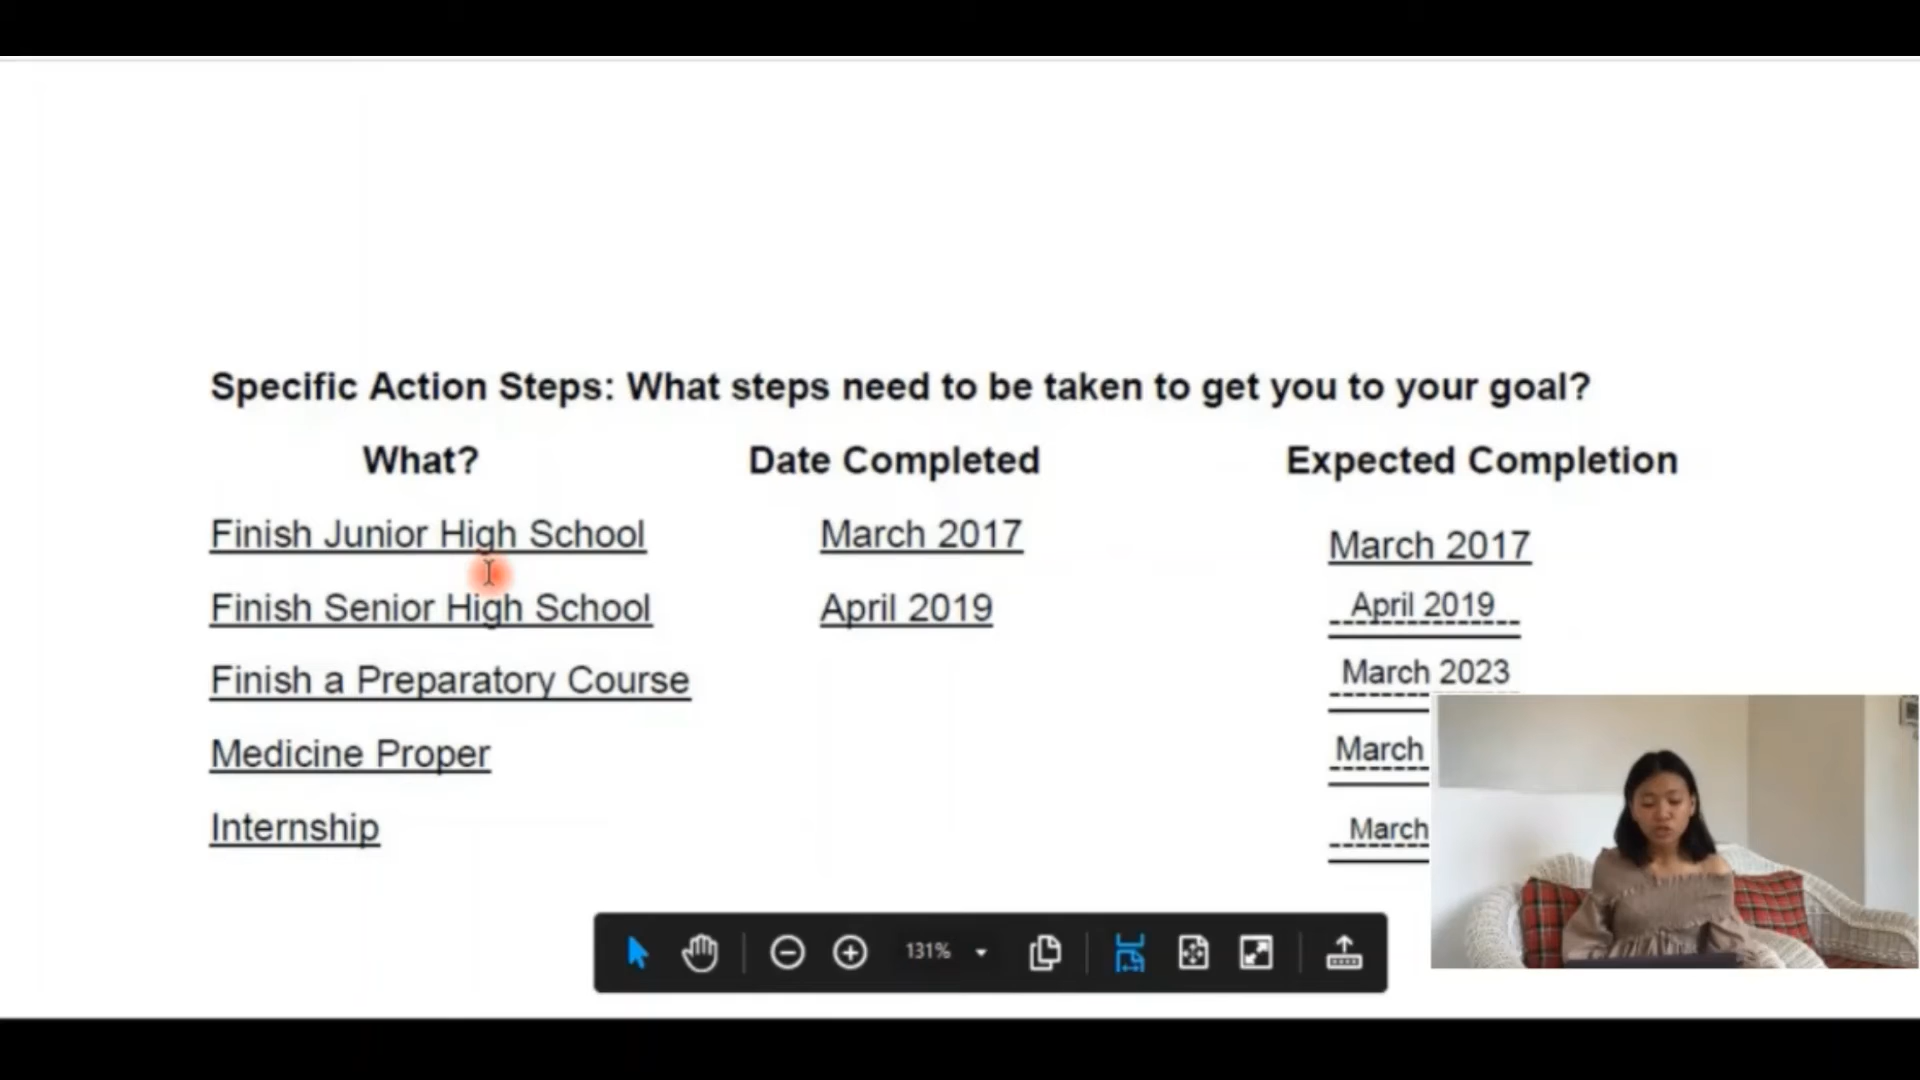 Specific Action Steps: What steps need to be taken to get you to your goal?
What? Date Completed Expected Completion
Finish Junior High School March 2017 March 2017
Finish Senior High School April 2019 April 2019
Finish a Preparatory Course March 2023
Medicine Proper March
Internship March
131%